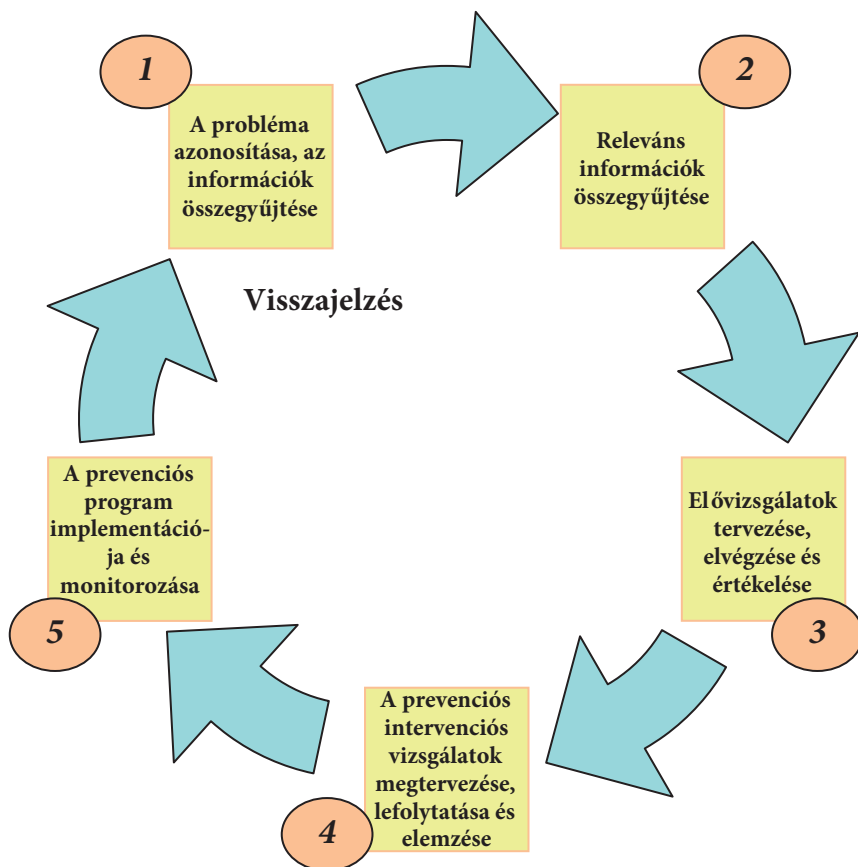 1
A probléma
azonosítása, az
információk
összegyűjtése
2
Releváns
információk
összegyűjtése
Visszajelzés
Elővizsgálatok
tervezése,
elvégzése és
értékelése
3
A prevenciós
intervenciós
vizsgálatok
megtervezése,
lefolytatása és
elemzése
4
A prevenciós
program
implementáció-
ja és
monitorozása
5